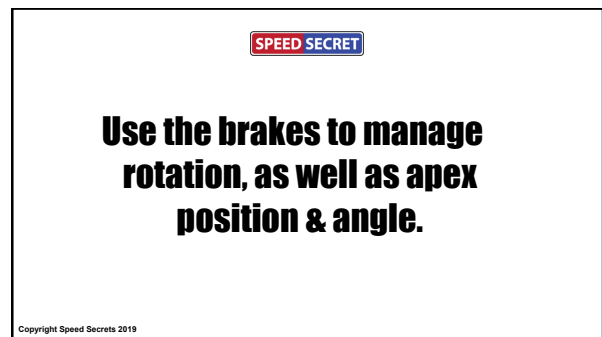 SPEED SECRET
Use the brakes to manage
rotation, as well as apex
position & angle.
Copyright Speed Secrets 2019